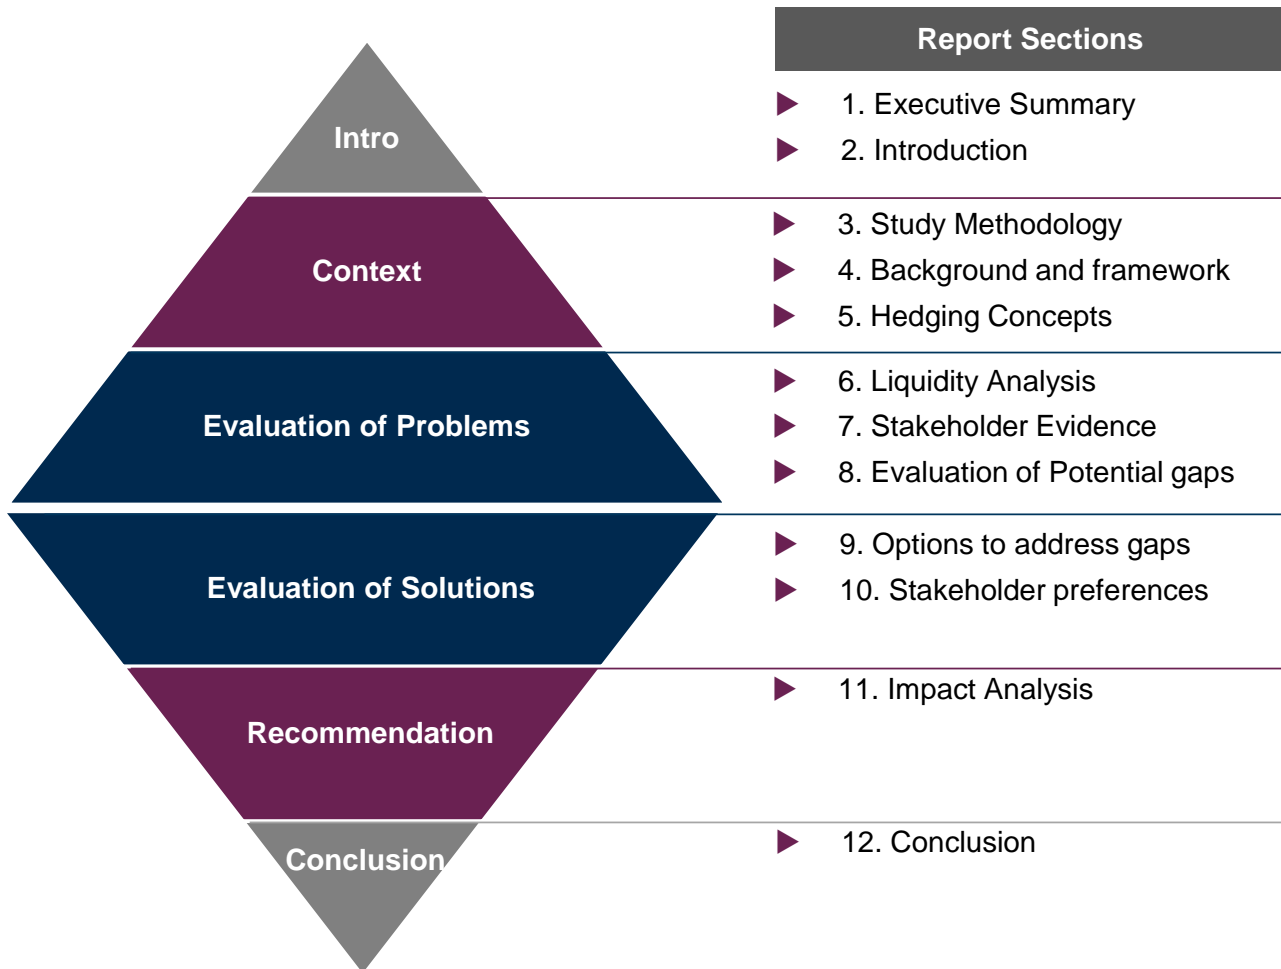 Report Sections
Intro
1. Executive Summary
2. Introduction
Context
3. Study Methodology
4. Background and framework
5. Hedging Concepts
Evaluation of Problems
6. Liquidity Analysis
7. Stakeholder Evidence
8. Evaluation of Potential gaps
Evaluation of Solutions
9. Options to address gaps
10. Stakeholder preferences
Recommendation
11. Impact Analysis
Conclusion
12. Conclusion